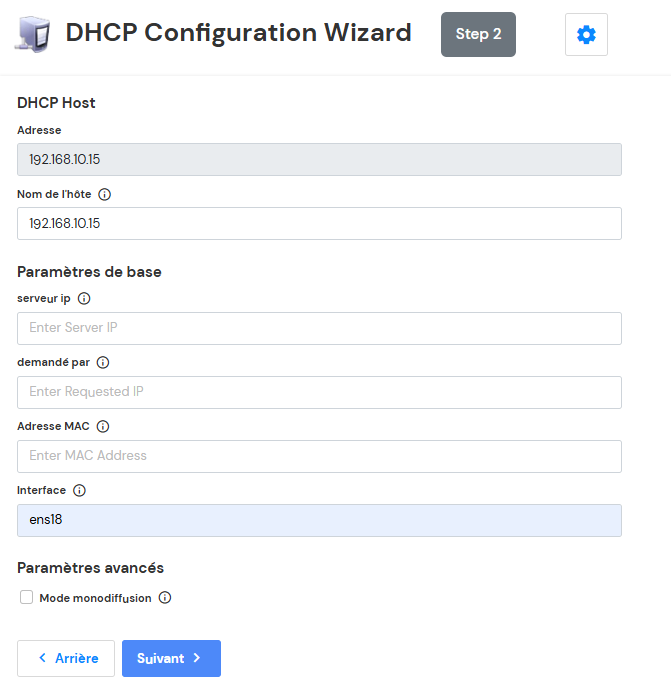 DHCP Configuration Wizard
Step 2
DHCP Host
Adresse
192.168.10.15
Nom de l'hôte
192.168.10.15
Paramètres de base
serveur ip
Enter Server IP
demandé par
Enter Requested IP
Adresse MAC
Enter MAC Address
Interface
ens18
Paramètres avancés
Mode monodiffusion
Arrière
Suivant